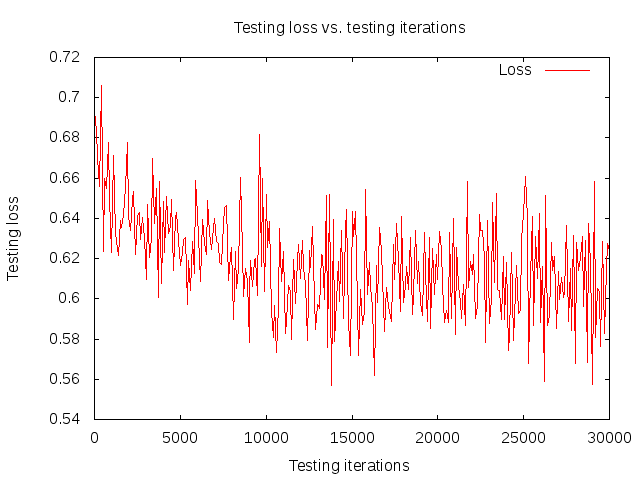 Testing loss vs. testing iterations
Loss
Testing loss
0.72
0.7
0.68
0.66
0.64
0.62
0.6
0.58
0.56
0.54
0 5000 10000 15000 20000 25000 30000
Testing iterations